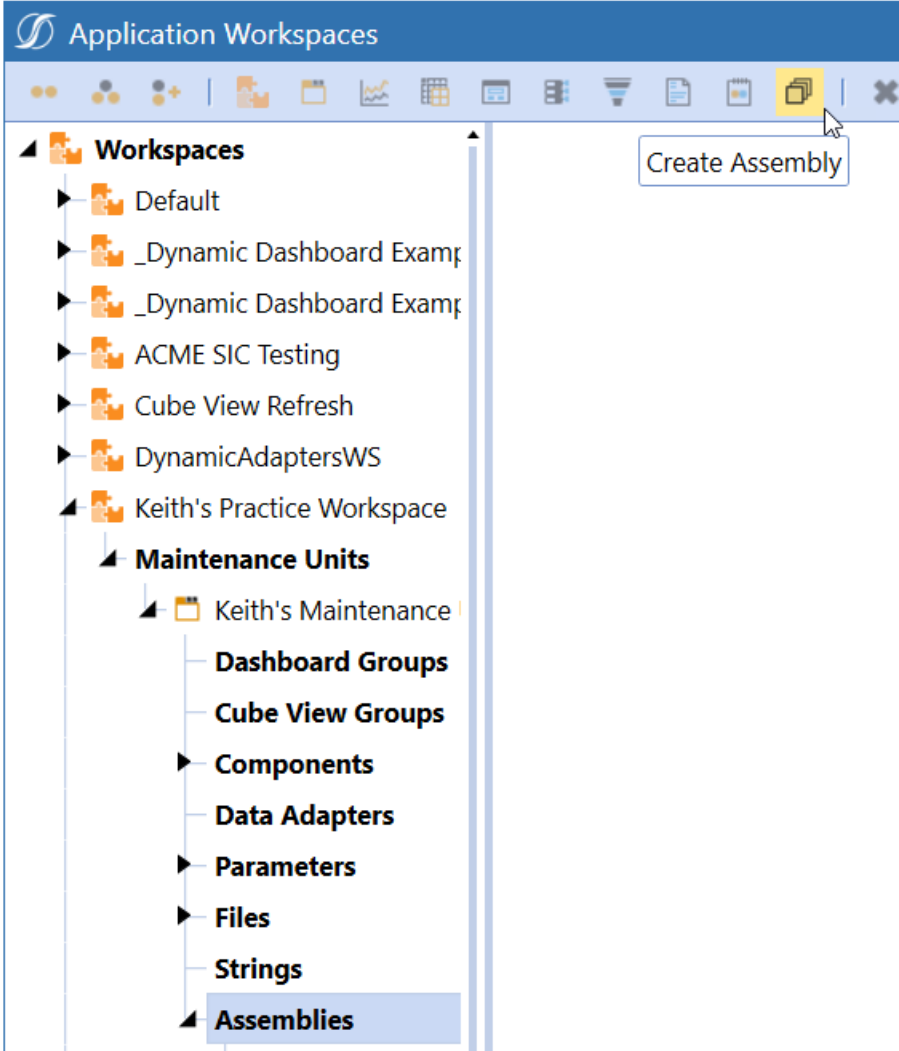 Application Workspaces
Create Assembly
Workspaces
Default
_Dynamic Dashboard Examp
_Dynamic Dashboard Examp
ACME SIC Testing
Cube View Refresh
DynamicAdaptersWS
Keith's Practice Workspace
Maintenance Units
Keith's Maintenance
Dashboard Groups
Cube View Groups
Components
Data Adapters
Parameters
Files
Strings
Assemblies